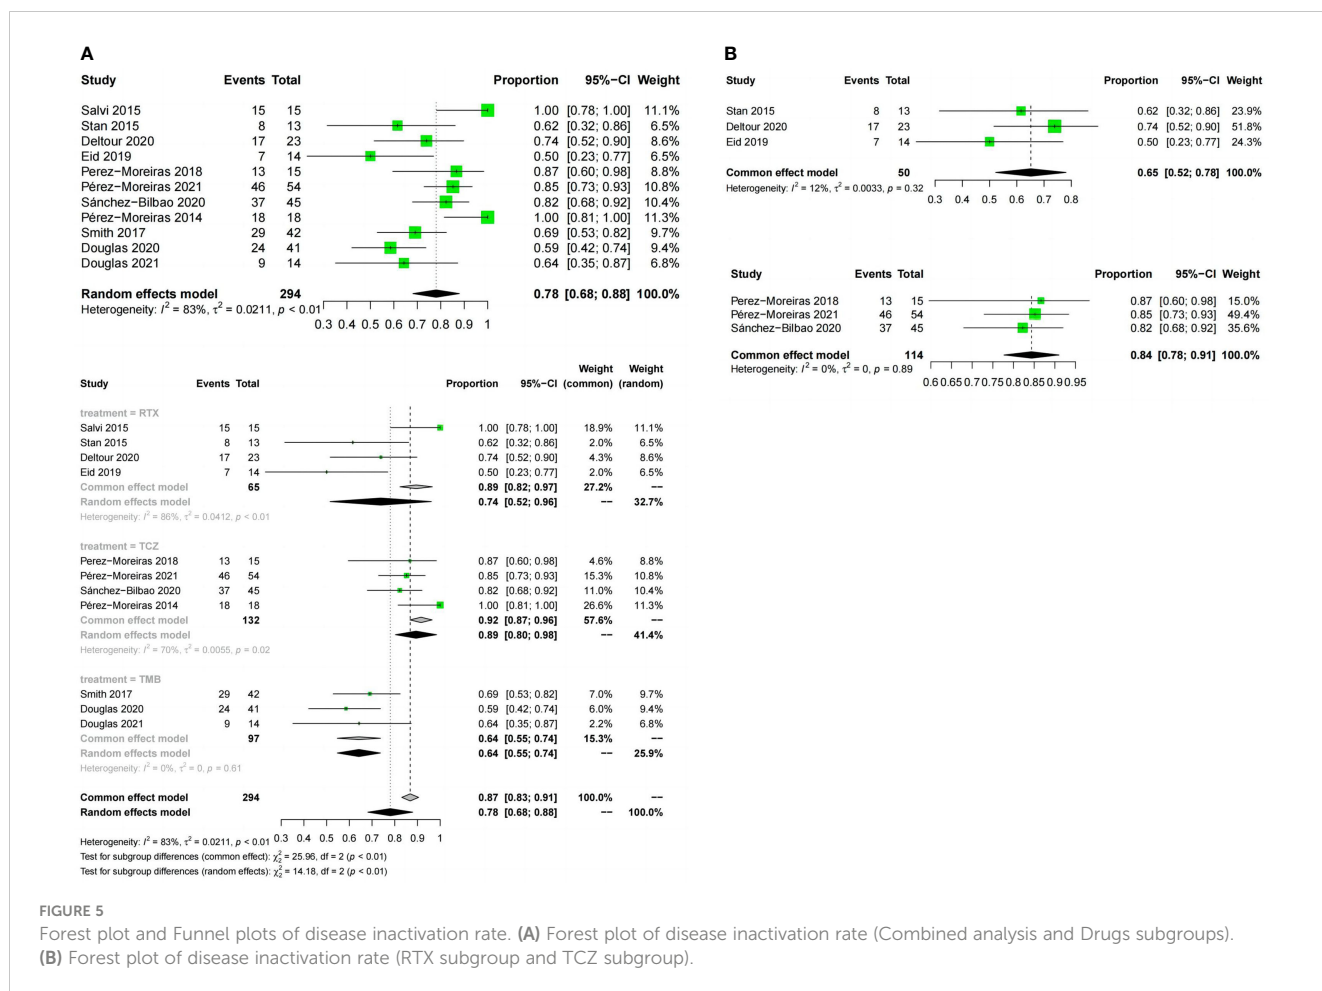 A
Study Events Total Proportion 95%−CI Weight
Salvi 2015 15 15 1.00 [0.78; 1.00] 11.1%
Stan 2015 8 13 0.62 [0.32; 0.86] 6.5%
Deltour 2020 17 23 0.74 [0.52; 0.90] 8.6%
Eid 2019 7 14 0.50 [0.23; 0.77] 6.5%
Perez−Moreiras 2018 13 15 0.87 [0.60; 0.98] 8.8%
Pérez−Moreiras 2021 46 54 0.85 [0.73; 0.93] 10.8%
Sánchez−Bilbao 2020 37 45 0.82 [0.68; 0.92] 10.4%
Pérez−Moreiras 2014 18 18 1.00 [0.81; 1.00] 11.3%
Smith 2017 29 42 0.69 [0.53; 0.82] 9.7%
Douglas 2020 24 41 0.59 [0.42; 0.74] 9.4%
Douglas 2021 9 14 0.64 [0.35; 0.87] 6.8%
Random effects model 294 0.78 [0.68; 0.88] 100.0%
Heterogeneity: I² = 83%, τ² = 0.0211, p < 0.01
0.3 0.4 0.5 0.6 0.7 0.8 0.9 1
Weight Weight
Study Events Total Proportion 95%−CI (common) (random)
treatment = RTX
Salvi 2015 15 15 1.00 [0.78; 1.00] 18.9% 11.1%
Stan 2015 8 13 0.62 [0.32; 0.86] 2.0% 6.5%
Deltour 2020 17 23 0.74 [0.52; 0.90] 4.3% 8.6%
Eid 2019 7 14 0.50 [0.23; 0.77] 2.0% 6.5%
Common effect model 65 0.89 [0.82; 0.97] 27.2% −−
Random effects model 0.74 [0.52; 0.96] −− 32.7%
Heterogeneity: I² = 86%, τ² = 0.0412, p < 0.01
treatment = TCZ
Perez−Moreiras 2018 13 15 0.87 [0.60; 0.98] 4.6% 8.8%
Pérez−Moreiras 2021 46 54 0.85 [0.73; 0.93] 15.3% 10.8%
Sánchez−Bilbao 2020 37 45 0.82 [0.68; 0.92] 11.0% 10.4%
Pérez−Moreiras 2014 18 18 1.00 [0.81; 1.00] 26.6% 11.3%
Common effect model 132 0.92 [0.87; 0.96] 57.6% −−
Random effects model 0.89 [0.80; 0.98] −− 41.4%
Heterogeneity: I² = 70%, τ² = 0.0055, p = 0.02
treatment = TMB
Smith 2017 29 42 0.69 [0.53; 0.82] 7.0% 9.7%
Douglas 2020 24 41 0.59 [0.42; 0.74] 6.0% 9.4%
Douglas 2021 9 14 0.64 [0.35; 0.87] 2.2% 6.8%
Common effect model 97 0.64 [0.55; 0.74] 15.3% −−
Random effects model 0.64 [0.55; 0.74] −− 25.9%
Heterogeneity: I² = 0%, τ² = 0, p = 0.61
Common effect model 294 0.87 [0.83; 0.91] 100.0% −−
Random effects model 0.78 [0.68; 0.88] −− 100.0%
Heterogeneity: I² = 83%, τ² = 0.0211, p < 0.01 0.3 0.4 0.5 0.6 0.7 0.8 0.9 1
Test for subgroup differences (common effect): χ²₂ = 25.96, df = 2 (p < 0.01)
Test for subgroup differences (random effects): χ²₂ = 14.18, df = 2 (p < 0.01)
B
Study Events Total Proportion 95%−CI Weight
Stan 2015 8 13 0.62 [0.32; 0.86] 23.9%
Deltour 2020 17 23 0.74 [0.52; 0.90] 51.8%
Eid 2019 7 14 0.50 [0.23; 0.77] 24.3%
Common effect model 50 0.65 [0.52; 0.78] 100.0%
Heterogeneity: I² = 12%, τ² = 0.0033, p = 0.32
0.3 0.4 0.5 0.6 0.7 0.8
Study Events Total Proportion 95%−CI Weight
Perez−Moreiras 2018 13 15 0.87 [0.60; 0.98] 15.0%
Pérez−Moreiras 2021 46 54 0.85 [0.73; 0.93] 49.4%
Sánchez−Bilbao 2020 37 45 0.82 [0.68; 0.92] 35.6%
Common effect model 114 0.84 [0.78; 0.91] 100.0%
Heterogeneity: I² = 0%, τ² = 0, p = 0.89
0.6 0.65 0.7 0.75 0.8 0.85 0.9 0.95
FIGURE 5
Forest plot and Funnel plots of disease inactivation rate. (A) Forest plot of disease inactivation rate (Combined analysis and Drugs subgroups).
(B) Forest plot of disease inactivation rate (RTX subgroup and TCZ subgroup).